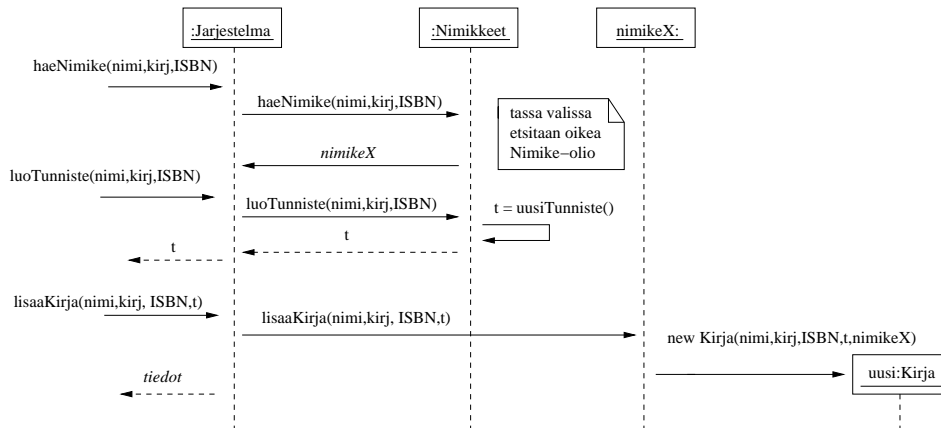 :Jarjestelma
:Nimikkeet
nimikeX:
haeNimike(nimi,kirj,ISBN)
haeNimike(nimi,kirj,ISBN)
tassa valissa
etsitaan oikea
Nimike−olio
nimikeX
luoTunniste(nimi,kirj,ISBN)
luoTunniste(nimi,kirj,ISBN)
t = uusiTunniste()
t
t
lisaaKirja(nimi,kirj, ISBN,t)
lisaaKirja(nimi,kirj, ISBN,t)
new Kirja(nimi,kirj,ISBN,t,nimikeX)
tiedot
uusi:Kirja